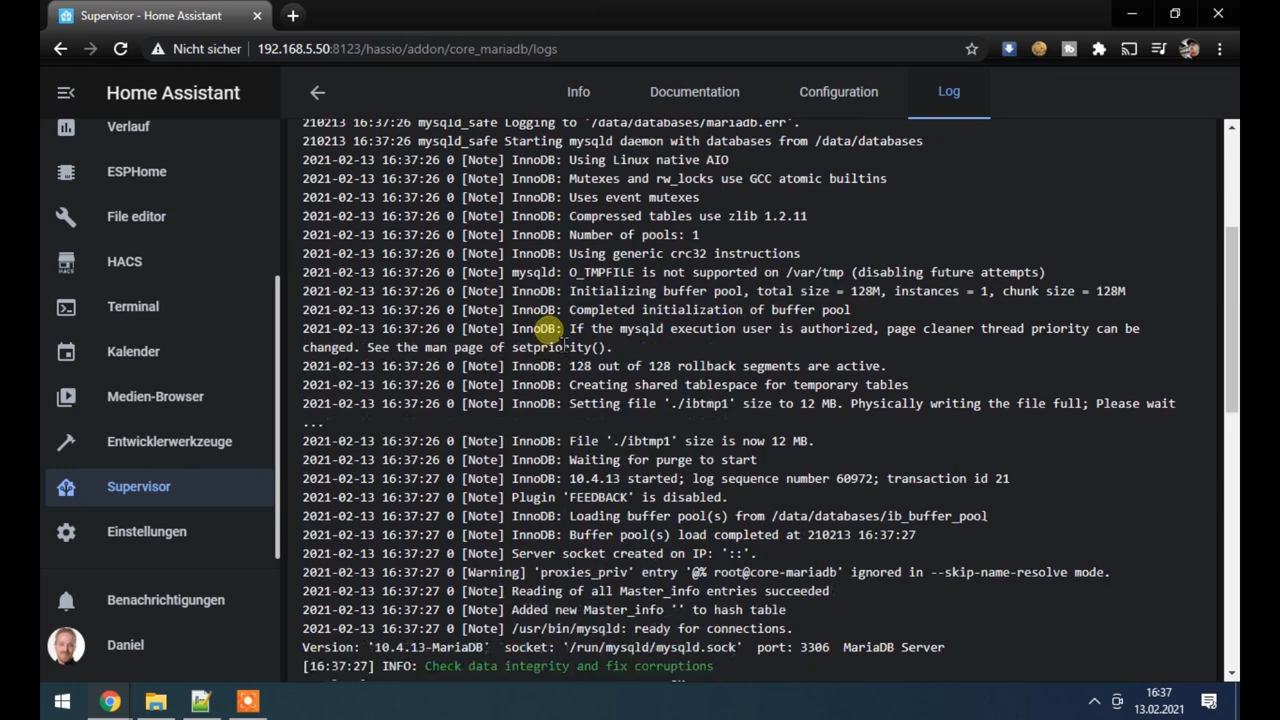 Supervisor - Home Assistant
Nicht sicher
192.168.5.50:8123/hassio/addon/core_mariadb/logs
Home Assistant
Info
Documentation
Configuration
Log
Verlauf
ESPHome
File editor
HACS
Terminal
Kalender
Medien-Browser
Entwicklerwerkzeuge
Supervisor
Einstellungen
Benachrichtigungen
Daniel
210213 16:37:26 mysqld_safe Logging to '/data/databases/mariadb.err'.
210213 16:37:26 mysqld_safe Starting mysqld daemon with databases from /data/databases
2021-02-13 16:37:26 0 [Note] InnoDB: Using Linux native AIO
2021-02-13 16:37:26 0 [Note] InnoDB: Mutexes and rw_locks use GCC atomic builtins
2021-02-13 16:37:26 0 [Note] InnoDB: Uses event mutexes
2021-02-13 16:37:26 0 [Note] InnoDB: Compressed tables use zlib 1.2.11
2021-02-13 16:37:26 0 [Note] InnoDB: Number of pools: 1
2021-02-13 16:37:26 0 [Note] InnoDB: Using generic crc32 instructions
2021-02-13 16:37:26 0 [Note] mysqld: O_TMPFILE is not supported on /var/tmp (disabling future attempts)
2021-02-13 16:37:26 0 [Note] InnoDB: Initializing buffer pool, total size = 128M, instances = 1, chunk size = 128M
2021-02-13 16:37:26 0 [Note] InnoDB: Completed initialization of buffer pool
2021-02-13 16:37:26 0 [Note] InnoDB: If the mysqld execution user is authorized, page cleaner thread priority can be
changed. See the man page of setpriority().
2021-02-13 16:37:26 0 [Note] InnoDB: 128 out of 128 rollback segments are active.
2021-02-13 16:37:26 0 [Note] InnoDB: Creating shared tablespace for temporary tables
2021-02-13 16:37:26 0 [Note] InnoDB: Setting file './ibtmp1' size to 12 MB. Physically writing the file full; Please wait
...
2021-02-13 16:37:26 0 [Note] InnoDB: File './ibtmp1' size is now 12 MB.
2021-02-13 16:37:26 0 [Note] InnoDB: Waiting for purge to start
2021-02-13 16:37:27 0 [Note] InnoDB: 10.4.13 started; log sequence number 60972; transaction id 21
2021-02-13 16:37:27 0 [Note] Plugin 'FEEDBACK' is disabled.
2021-02-13 16:37:27 0 [Note] InnoDB: Loading buffer pool(s) from /data/databases/ib_buffer_pool
2021-02-13 16:37:27 0 [Note] InnoDB: Buffer pool(s) load completed at 210213 16:37:27
2021-02-13 16:37:27 0 [Note] Server socket created on IP: '::'.
2021-02-13 16:37:27 0 [Warning] 'proxies_priv' entry '@% root@core-mariadb' ignored in --skip-name-resolve mode.
2021-02-13 16:37:27 0 [Note] Reading of all Master_info entries succeeded
2021-02-13 16:37:27 0 [Note] Added new Master_info '' to hash table
2021-02-13 16:37:27 0 [Note] /usr/bin/mysqld: ready for connections.
Version: '10.4.13-MariaDB' socket: '/run/mysqld/mysqld.sock' port: 3306 MariaDB Server
[16:37:27] INFO: Check data integrity and fix corruptions
16:37
13.02.2021